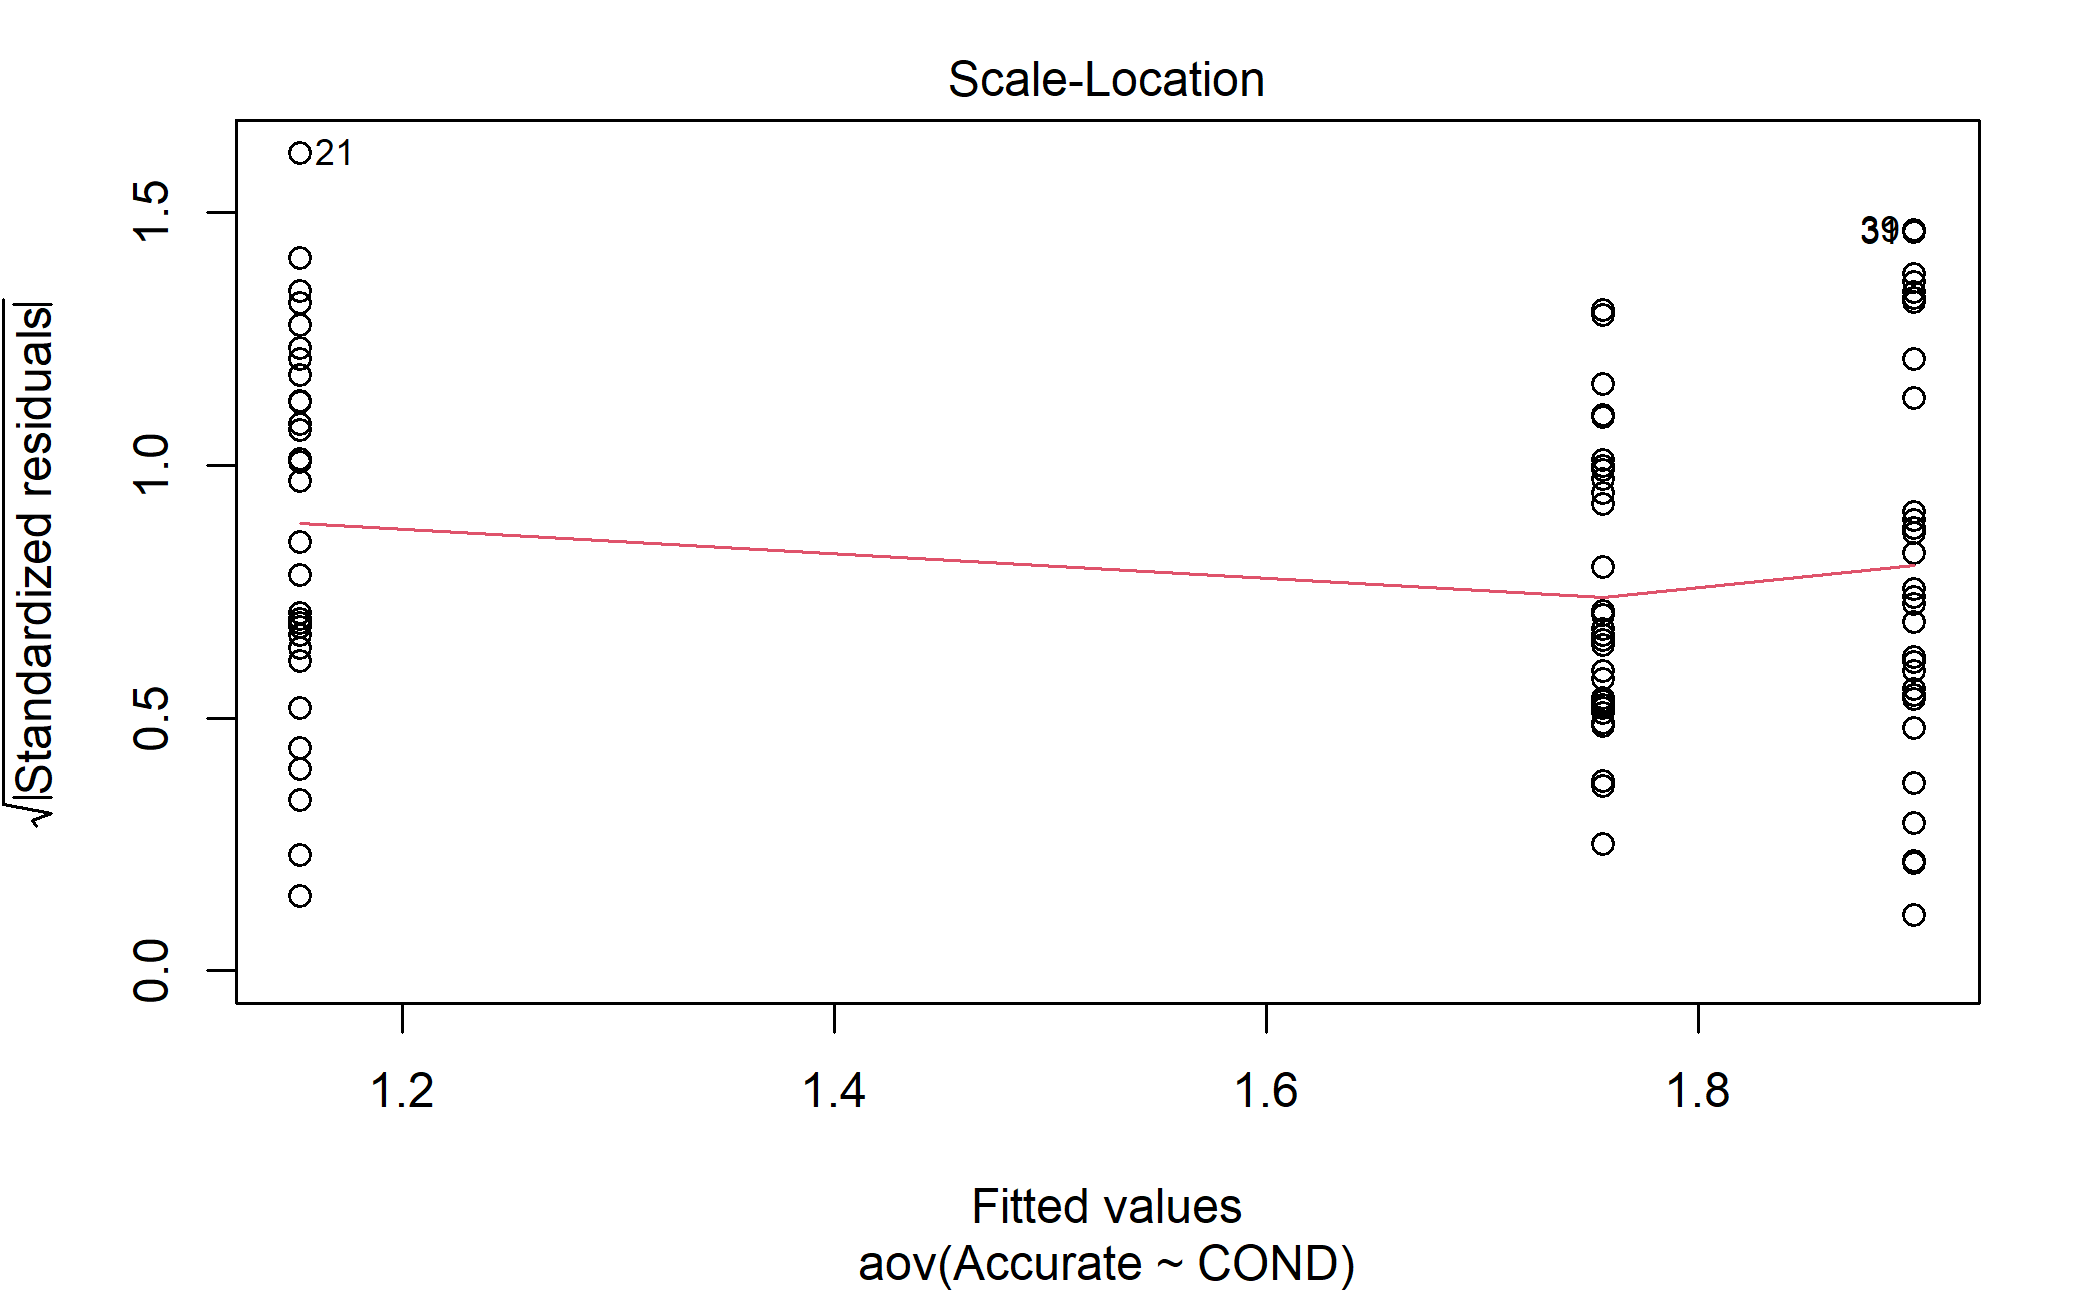 Scale-Location
√|Standardized residuals|
1.5
1.0
0.5
0.0
21
39
1.2 1.4 1.6 1.8
Fitted values
aov(Accurate ~ COND)